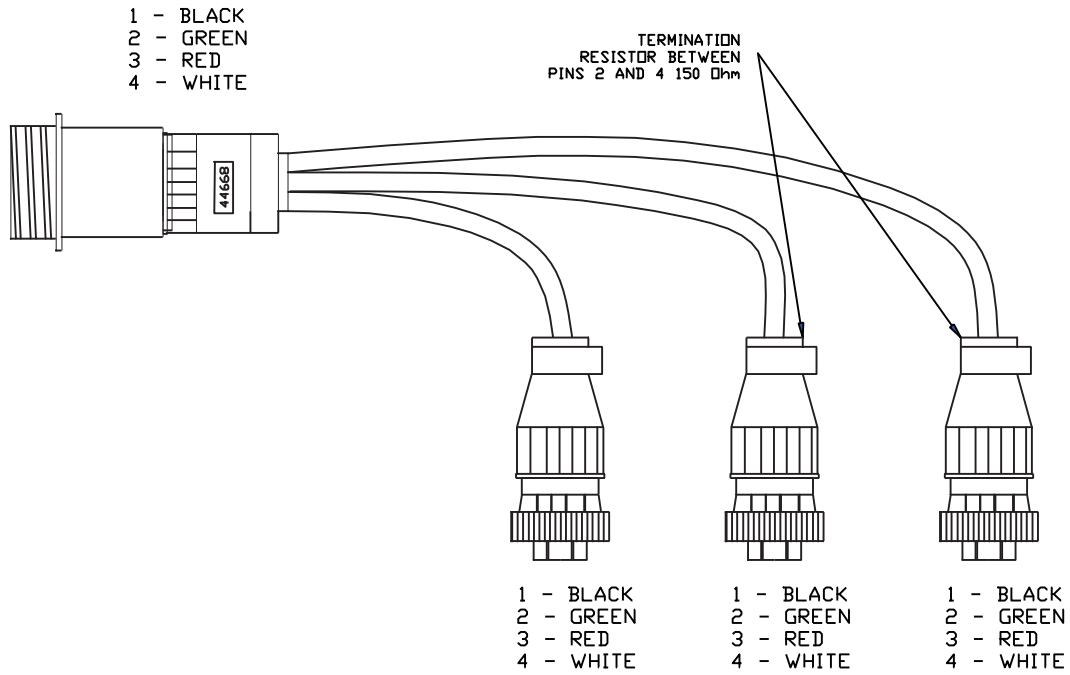 1 - BLACK
2 - GREEN
3 - RED
4 - WHITE
TERMINATION
RESISTOR BETWEEN
PINS 2 AND 4 150 Ohm
44668
1 - BLACK
2 - GREEN
3 - RED
4 - WHITE
1 - BLACK
2 - GREEN
3 - RED
4 - WHITE
1 - BLACK
2 - GREEN
3 - RED
4 - WHITE